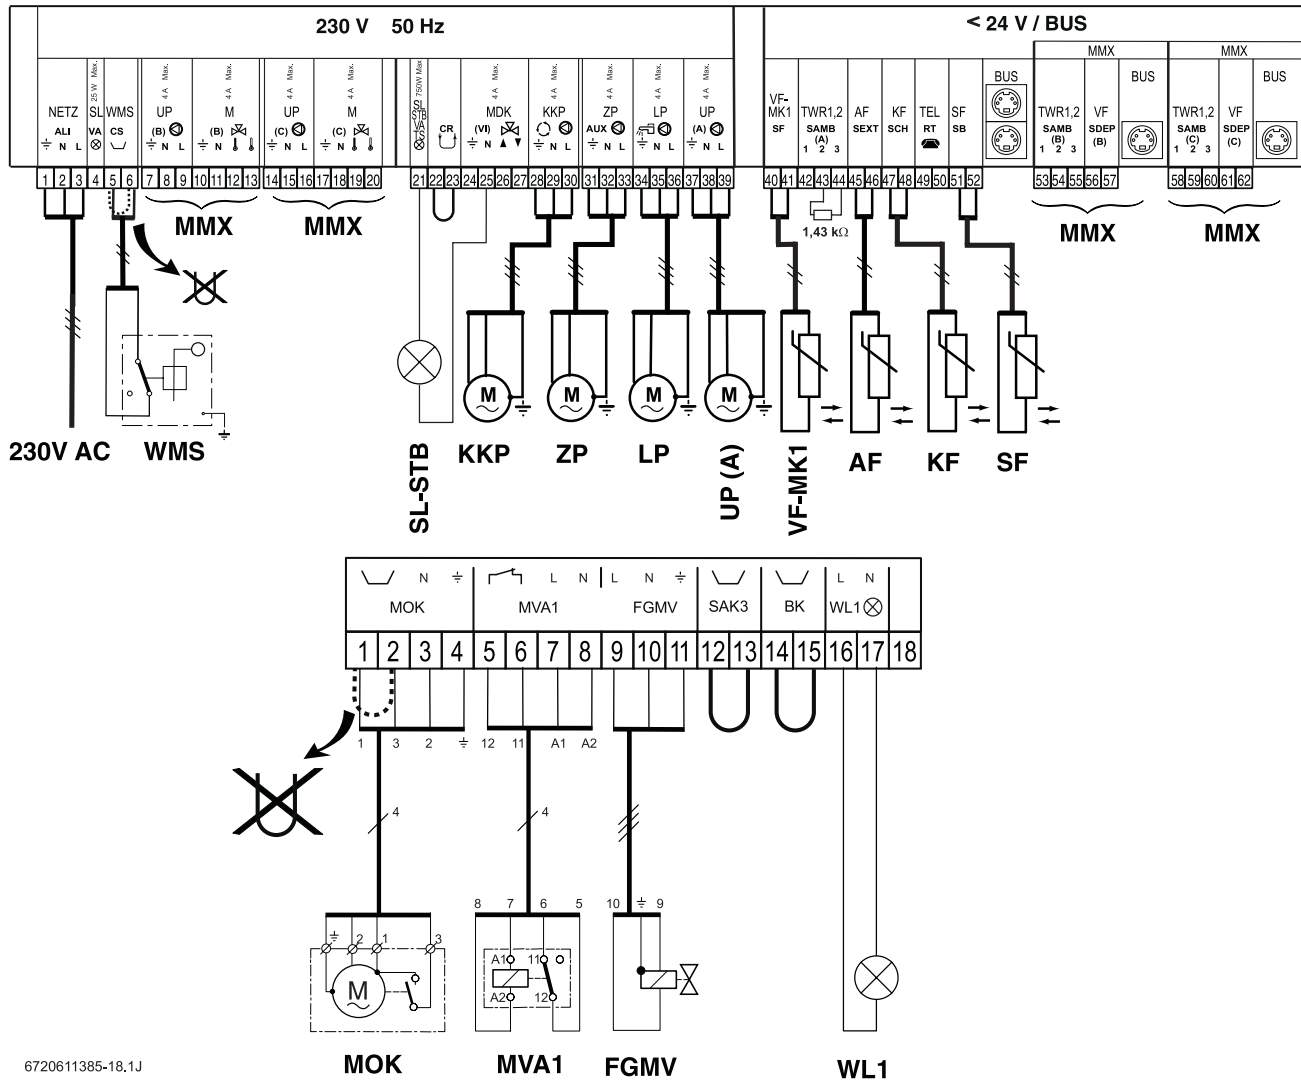 230 V 50 Hz
< 24 V / BUS
MMX
MMX
25 W Max.
4 A Max.
4 A Max.
4 A Max.
4 A Max.
750W Max.
4 A Max.
4 A Max.
4 A Max.
4 A Max.
NETZ SL WMS UP M UP M SL STB MDK KKP ZP LP UP
VF-MK1 TWR1,2 AF KF TEL SF BUS TWR1,2 VF BUS TWR1,2 VF BUS
ALI VA CS (B) (B) (C) (C) CR (VI) AUX (A)
SF SAMB (A) SEXT SCH RT SB SAMB (B) SDEP (B) SAMB (C) SDEP (C)
N L N L N N L N N N L N L N L N L
1 2 3 1 2 3 1 2 3
1 2 3 4 5 6 7 8 9 10 11 12 13 14 15 16 17 18 19 20 21 22 23 24 25 26 27 28 29 30 31 32 33 34 35 36 37 38 39
40 41 42 43 44 45 46 47 48 49 50 51 52 53 54 55 56 57 58 59 60 61 62
MMX MMX
1,43 kΩ
MMX MMX
M M M M
230V AC WMS
SL-STB
KKP ZP LP
UP (A)
VF-MK1
AF KF SF
N L N L N L N
MOK MVA1 FGMV SAK3 BK WL1
1 2 3 4 5 6 7 8 9 10 11 12 13 14 15 16 17 18
1 3 2 12 11 A1 A2
4 4
8 7 6 5 10 9
2 1 3
A1 11
M
A2 12
MOK MVA1 FGMV WL1
6720611385-18.1J